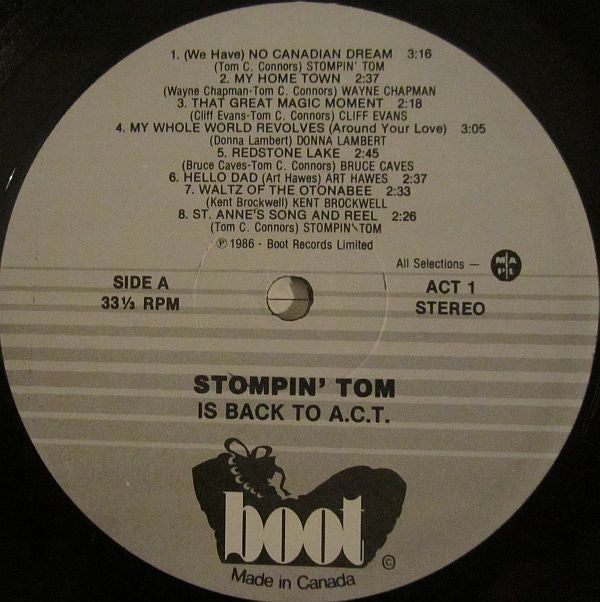 1. (We Have) NO CANADIAN DREAM 3:16
(Tom C. Connors) STOMPIN' TOM
2. MY HOME TOWN 2:37
(Wayne Chapman-Tom C. Connors) WAYNE CHAPMAN
3. THAT GREAT MAGIC MOMENT 2:18
(Cliff Evans-Tom C. Connors) CLIFF EVANS
4. MY WHOLE WORLD REVOLVES (Around Your Love) 3:05
(Donna Lambert) DONNA LAMBERT
5. REDSTONE LAKE 2:45
(Bruce Caves-Tom C. Connors) BRUCE CAVES
6. HELLO DAD (Art Hawes) ART HAWES 2:37
7. WALTZ OF THE OTONABEE 2:33
(Kent Brockwell) KENT BROCKWELL
8. ST. ANNE'S SONG AND REEL 2:26
(Tom C. Connors) STOMPIN' TOM
℗ 1986 - Boot Records Limited
All Selections — M A P L
SIDE A
33⅓ RPM
ACT 1
STEREO
STOMPIN' TOM
IS BACK TO A.C.T.
boot ©
Made in Canada